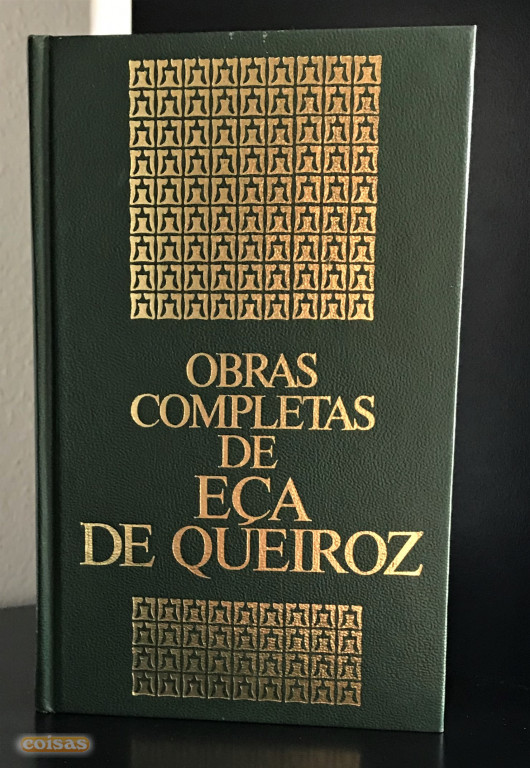 OBRAS
COMPLETAS
DE
EÇA
DE QUEIROZ
coisas